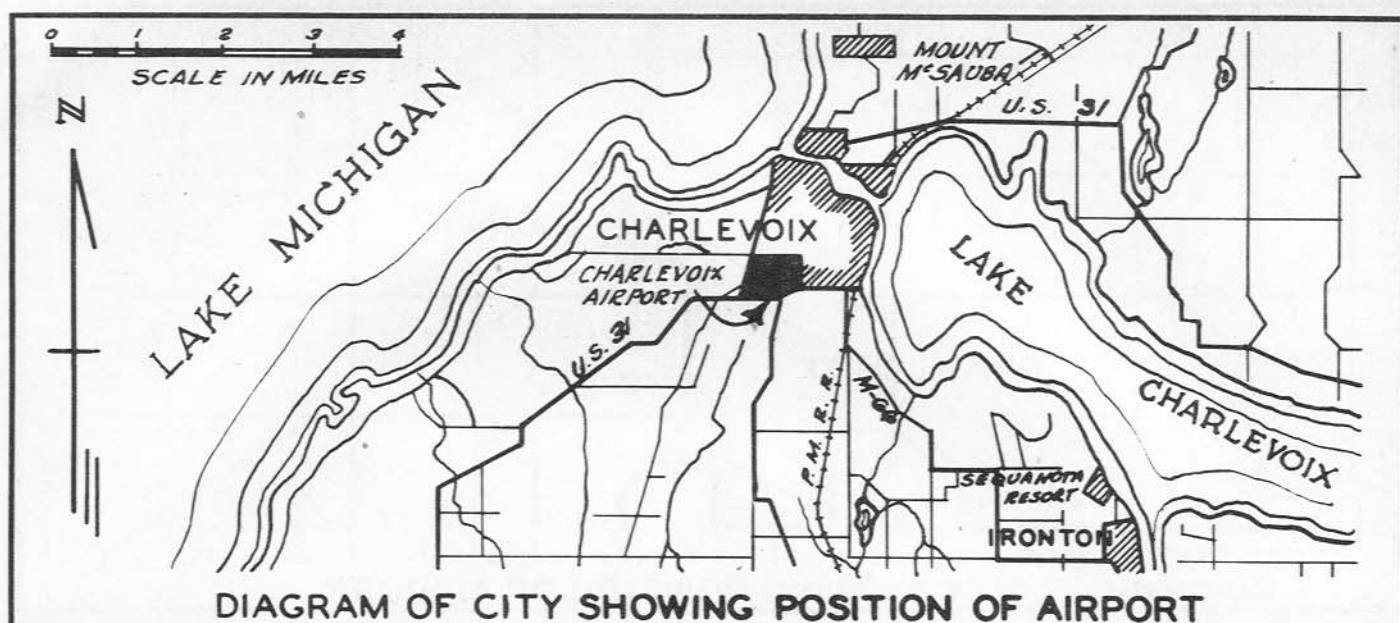 0 1 2 3 4
SCALE IN MILES
N
LAKE MICHIGAN
MOUNT
McSAUBA
U.S. 31
CHARLEVOIX
CHARLEVOIX
AIRPORT
U.S. 31
LAKE
CHARLEVOIX
P. M. R. R.
M-66
SEQUANOTA
RESORT
IRONTON
DIAGRAM OF CITY SHOWING POSITION OF AIRPORT